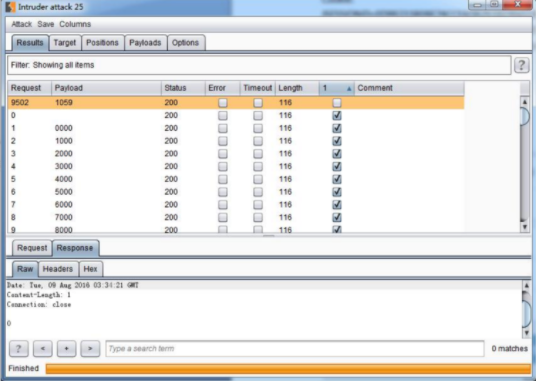 Intruder attack 25
Attack Save Columns
Results Target Positions Payloads Options
Filter: Showing all items ?
Request Payload Status Error Timeout Length 1 Comment
9502 1059 200 116
0 200 116
1 0000 200 116
2 1000 200 116
3 2000 200 116
4 3000 200 116
5 4000 200 116
6 5000 200 116
7 6000 200 116
8 7000 200 116
9 8000 200 116
Request Response
Raw Headers Hex
Date: Tue, 09 Aug 2016 03:34:21 GMT
Content-Length: 1
Connection: close
0
? < + > Type a search term 0 matches
Finished